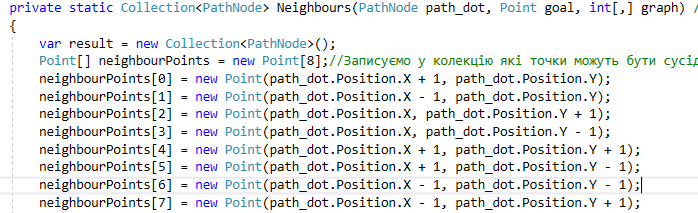 private static Collection<PathNode> Neighbours(PathNode path_dot, Point goal, int[,] graph) /
{
var result = new Collection<PathNode>();
Point[] neighbourPoints = new Point[8];//Записуємо у колекцію які точки можуть бути сусід
neighbourPoints[0] = new Point(path_dot.Position.X + 1, path_dot.Position.Y);
neighbourPoints[1] = new Point(path_dot.Position.X - 1, path_dot.Position.Y);
neighbourPoints[2] = new Point(path_dot.Position.X, path_dot.Position.Y + 1);
neighbourPoints[3] = new Point(path_dot.Position.X, path_dot.Position.Y - 1);
neighbourPoints[4] = new Point(path_dot.Position.X + 1, path_dot.Position.Y + 1);
neighbourPoints[5] = new Point(path_dot.Position.X + 1, path_dot.Position.Y - 1);
neighbourPoints[6] = new Point(path_dot.Position.X - 1, path_dot.Position.Y - 1);
neighbourPoints[7] = new Point(path_dot.Position.X - 1, path_dot.Position.Y + 1);